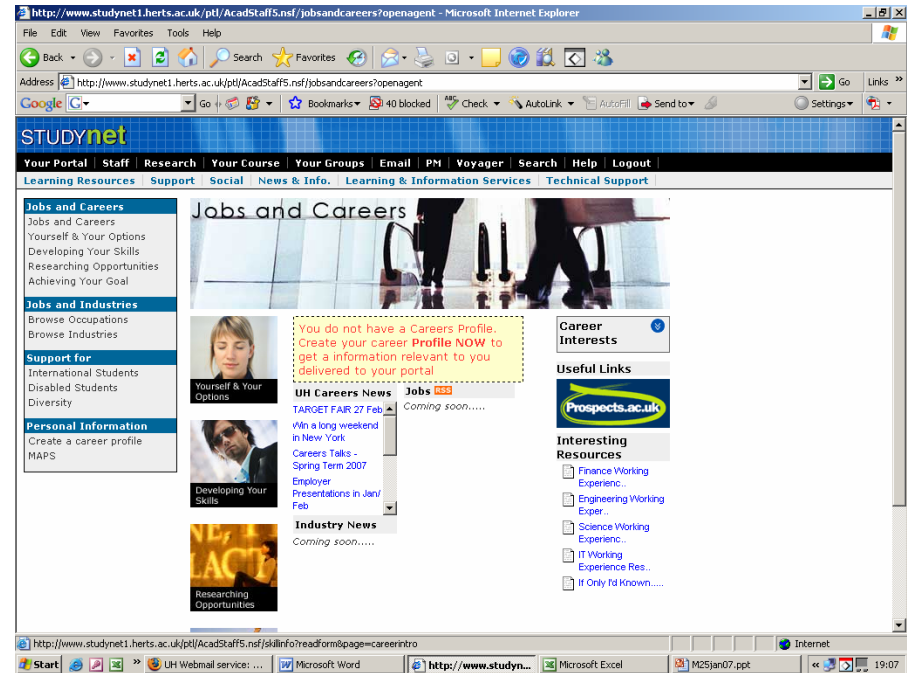 http://www.studynet1.herts.ac.uk/ptl/AcadStaff5.nsf/jobsandcareers?openagent - Microsoft Internet Explorer
File Edit View Favorites Tools Help
Back Search Favorites
Address http://www.studynet1.herts.ac.uk/ptl/AcadStaff5.nsf/jobsandcareers?openagent Go Links »
Google G Go Bookmarks 40 blocked Check AutoLink AutoFill Send to Settings
STUDYnet
Your Portal | Staff | Research | Your Course | Your Groups | Email | PM | Voyager | Search | Help | Logout |
Learning Resources | Support | Social | News & Info. | Learning & Information Services | Technical Support |
Jobs and Careers
Jobs and Careers
Yourself & Your Options
Developing Your Skills
Researching Opportunities
Achieving Your Goal
Jobs and Industries
Browse Occupations
Browse Industries
Support for
International Students
Disabled Students
Diversity
Personal Information
Create a career profile
MAPS
Jobs and Careers
Yourself & Your
Options
Developing Your
Skills
Researching
Opportunities
You do not have a Careers Profile.
Create your career Profile NOW to
get a information relevant to you
delivered to your portal
UH Careers News
TARGET FAIR 27 Feb
Win a long weekend
in New York
Careers Talks -
Spring Term 2007
Employer
Presentations in Jan/
Feb
Industry News
Coming soon.....
Jobs RSS
Coming soon.....
Career
Interests
Useful Links
Prospects.ac.uk
Interesting
Resources
Finance Working
Experienc..
Engineering Working
Exper..
Science Working
Experienc..
IT Working
Experience Res..
If Only I'd Known.....
http://www.studynet1.herts.ac.uk/ptl/AcadStaff5.nsf/skillinfo?readform&page=careerintro Internet
Start » UH Webmail service: ... Microsoft Word http://www.studyn... Microsoft Excel M25jan07.ppt « 19:07